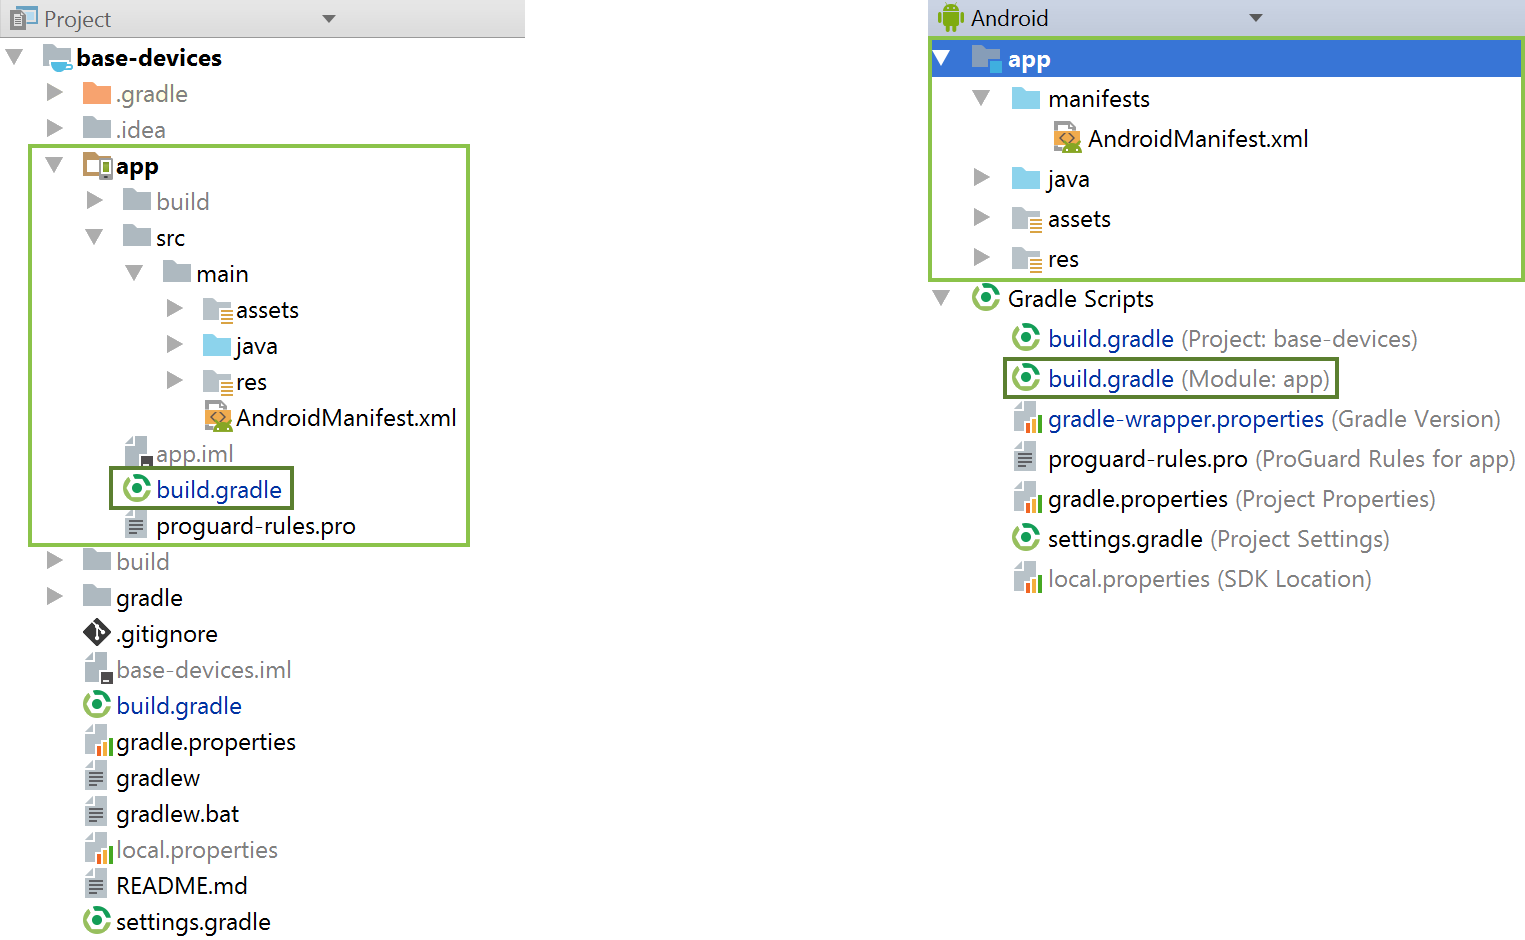 Project
base-devices
.gradle
.idea
app
build
src
main
assets
java
res
AndroidManifest.xml
app.iml
build.gradle
proguard-rules.pro
build
gradle
.gitignore
base-devices.iml
build.gradle
gradle.properties
gradlew
gradlew.bat
local.properties
README.md
settings.gradle
Android
app
manifests
AndroidManifest.xml
java
assets
res
Gradle Scripts
build.gradle (Project: base-devices)
build.gradle (Module: app)
gradle-wrapper.properties (Gradle Version)
proguard-rules.pro (ProGuard Rules for app)
gradle.properties (Project Properties)
settings.gradle (Project Settings)
local.properties (SDK Location)